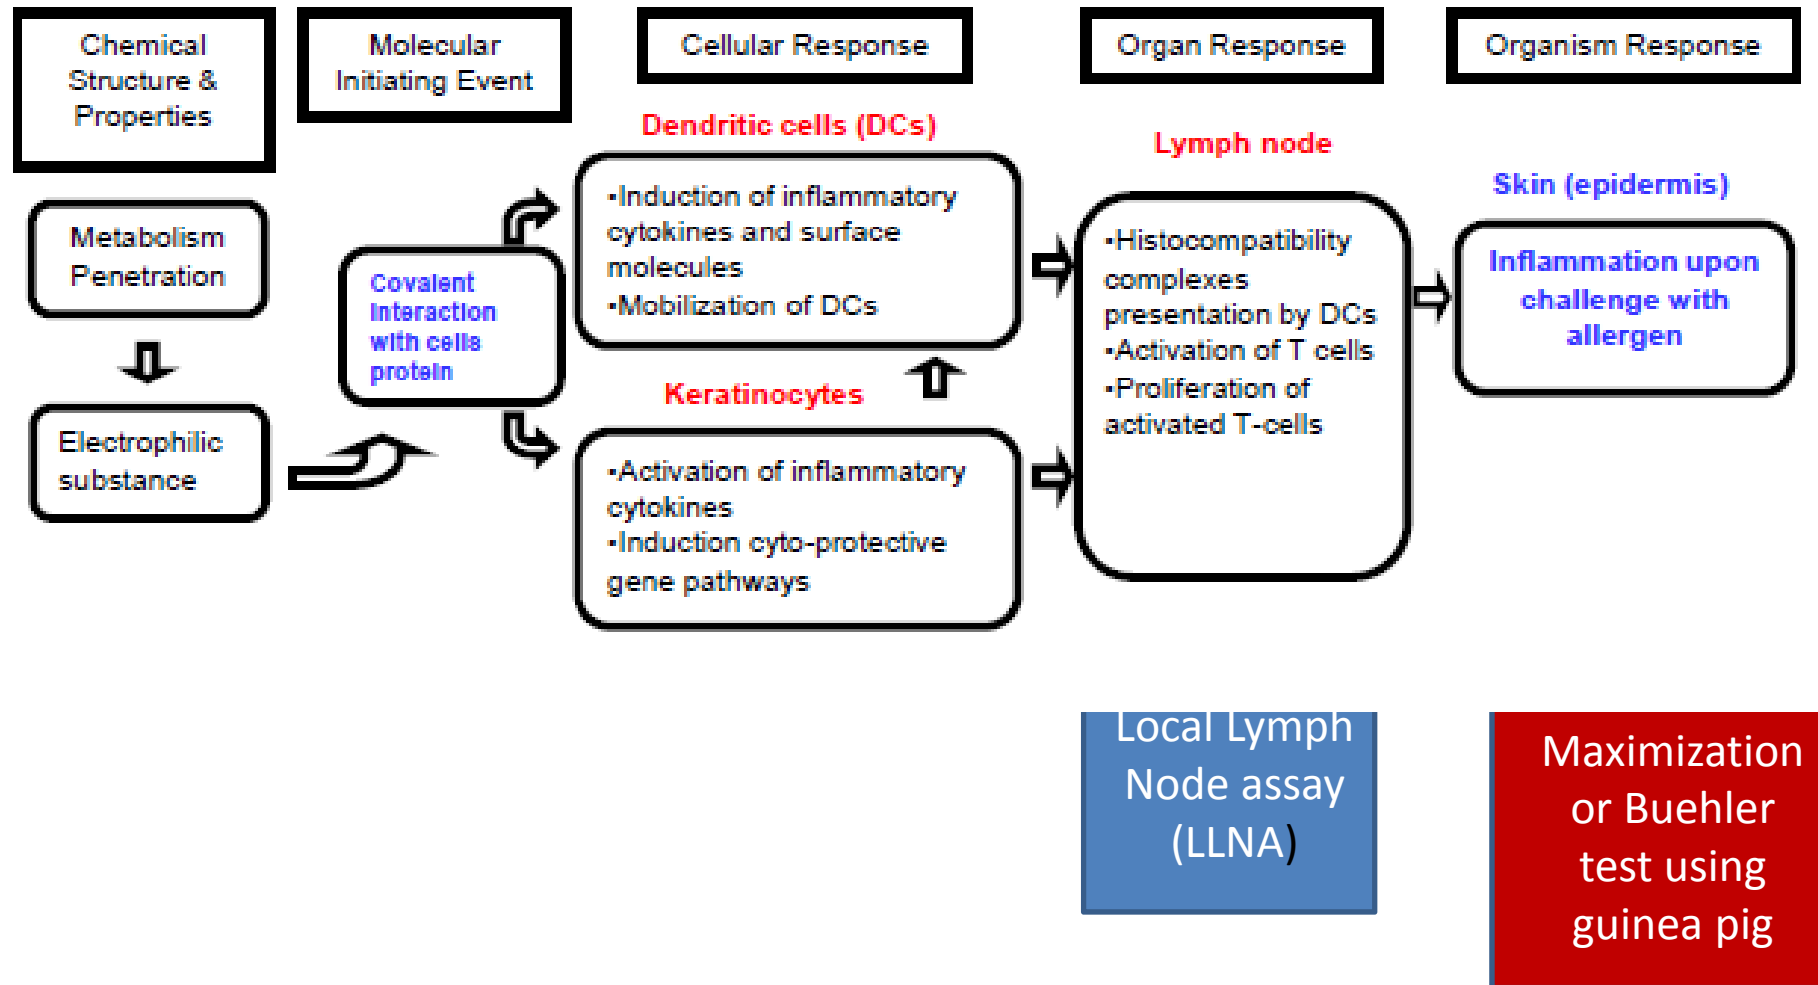 Chemical
Structure &
Properties
Molecular
Initiating Event
Cellular Response
Organ Response
Organism Response
Metabolism
Penetration
Electrophilic
substance
Covalent
Interaction
with cells
protein
Dendritic cells (DCs)
▪Induction of inflammatory
cytokines and surface
molecules
▪Mobilization of DCs
Keratinocytes
▪Activation of inflammatory
cytokines
▪Induction cyto-protective
gene pathways
Lymph node
▪Histocompatibility
complexes
presentation by DCs
▪Activation of T cells
▪Proliferation of
activated T-cells
Skin (epidermis)
Inflammation upon
challenge with
allergen
Local Lymph
Node assay
(LLNA)
Maximization
or Buehler
test using
guinea pig